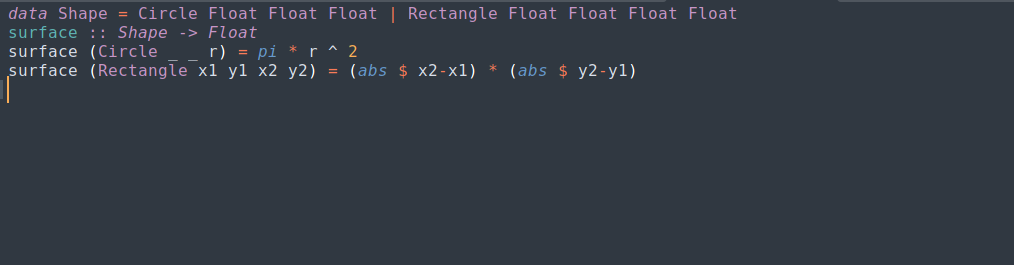 data Shape = Circle Float Float Float | Rectangle Float Float Float Float
surface :: Shape -> Float
surface (Circle _ _ r) = pi * r ^ 2
surface (Rectangle x1 y1 x2 y2) = (abs $ x2-x1) * (abs $ y2-y1)